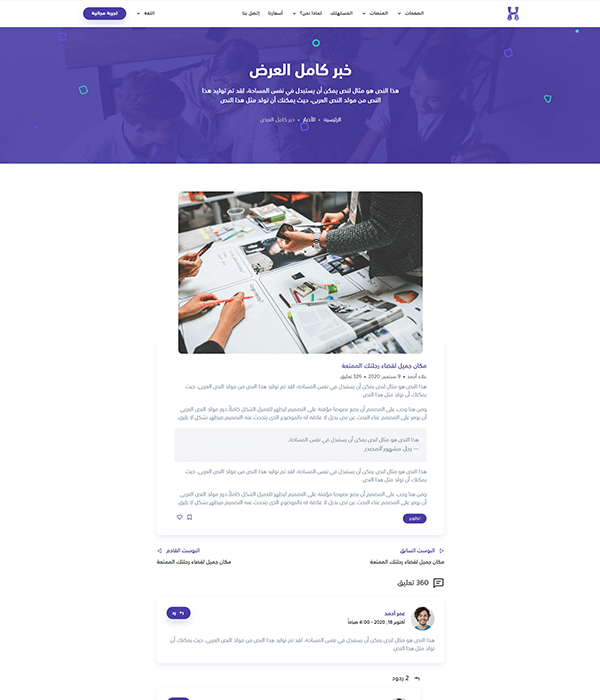 الصفحات
المنصات
المستهلك
لماذا نحن؟
أسعارنا
إتصل بنا
اللغة
تجربة مجانية
خبر كامل العرض
هذا النص هو مثال لنص يمكن أن يستبدل في نفس المساحة، لقد تم توليد هذا
النص من مولد النص العربى، حيث يمكنك أن تولد مثل هذا النص
الرئيسية • الأخبار • خبر كامل العرض
مكان جميل لقضاء رحلتك الممتعة
علاء أحمد • 9 سبتمبر، 2020 • 326 تعليق
هذا النص هو مثال لنص يمكن أن يستبدل في نفس المساحة، لقد تم توليد هذا النص من مولد النص العربى، حيث
يمكنك أن تولد مثل هذا النص
ومن هنا وجب على المصمم أن يضع نصوصا مؤقتة على التصميم ليظهر للعميل الشكل كاملاً،دور مولد النص العربى
أن يوفر على المصمم عناء البحث عن نص بديل لا علاقة له بالموضوع الذى يتحدث عنه التصميم فيظهر بشكل لا يليق.
هذا النص هو مثال لنص يمكن أن يستبدل في نفس المساحة،
— رجل مشهور المصدر
هذا النص هو مثال لنص يمكن أن يستبدل في نفس المساحة، لقد تم توليد هذا النص من مولد النص العربى، حيث
يمكنك أن تولد مثل هذا النص
ومن هنا وجب على المصمم أن يضع نصوصا مؤقتة على التصميم ليظهر للعميل الشكل كاملاً،دور مولد النص العربى
أن يوفر على المصمم عناء البحث عن نص بديل لا علاقة له بالموضوع الذى يتحدث عنه التصميم فيظهر بشكل لا يليق.
تطوير
البوست السابق
مكان جميل لقضاء رحلتك الممتعة
البوست القادم
مكان جميل لقضاء رحلتك الممتعة
360 تعليق
عمر أحمد
أكتوبر 18, 2020 - 4:00 صباحاً
رد
هذا النص هو مثال لنص يمكن أن يستبدل في نفس المساحة، لقد تم توليد هذا النص من مولد النص العربى، حيث يمكنك أن
تولد مثل هذا النص
2 ردود